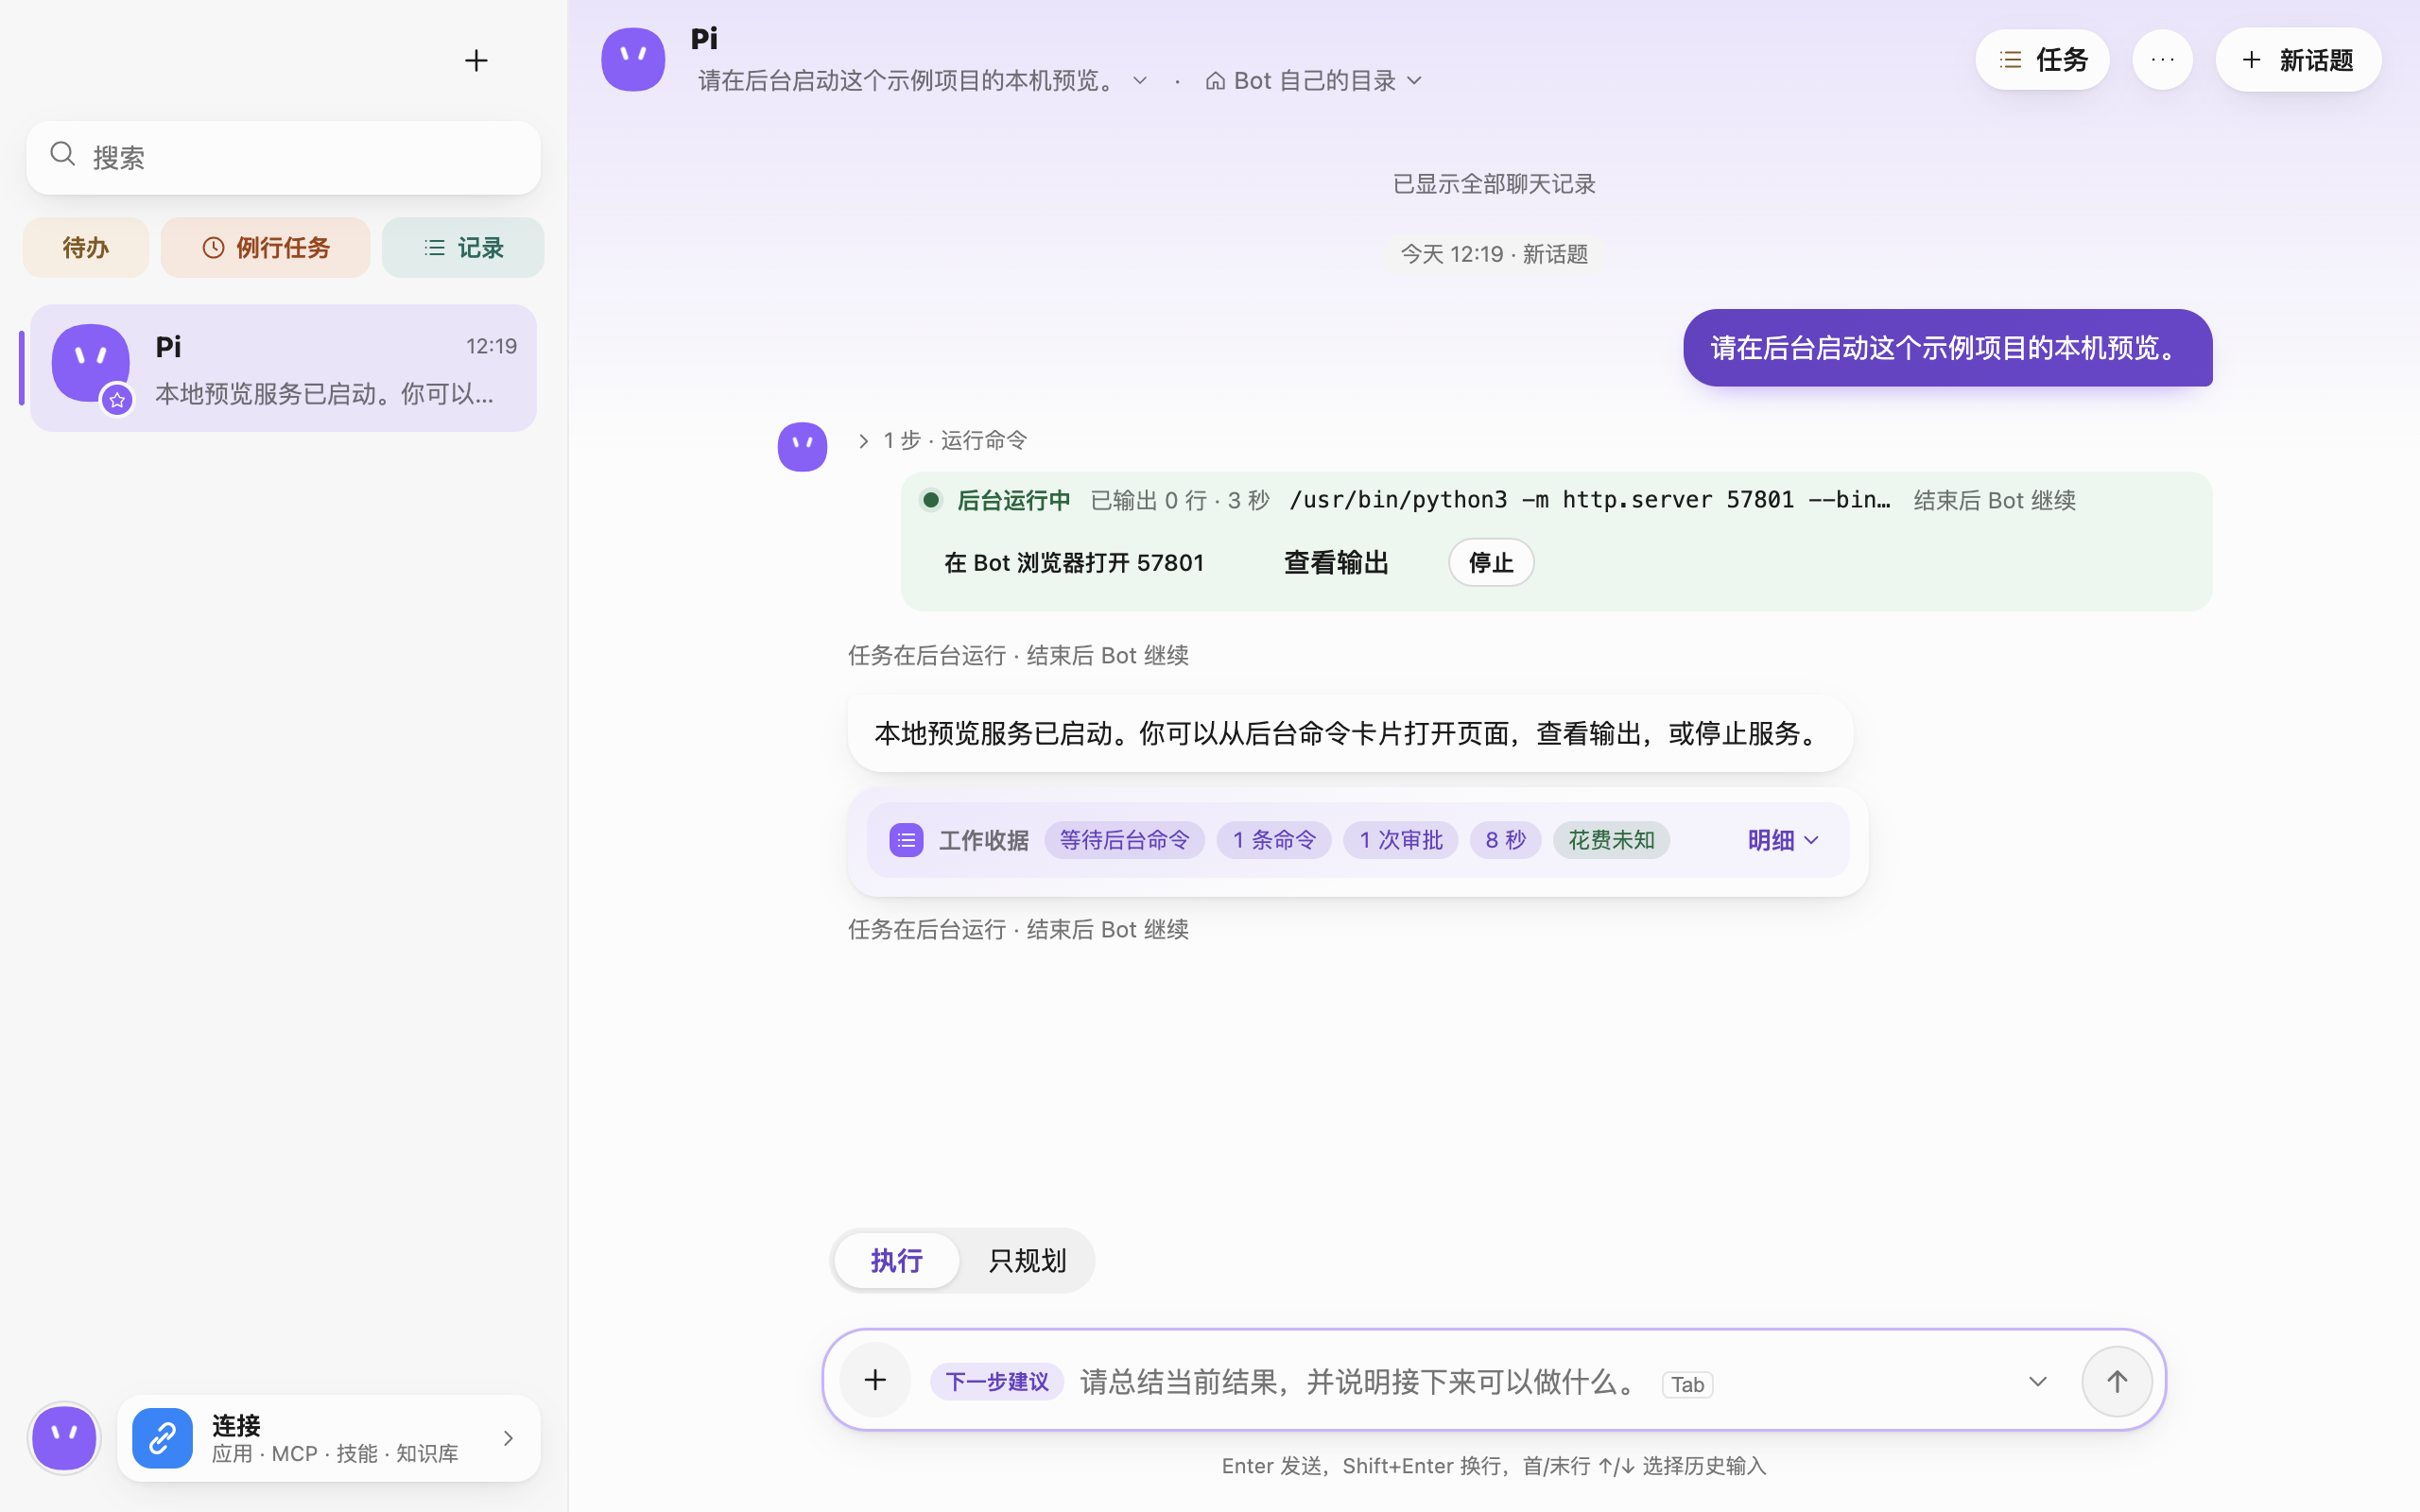 搜索
待办
例行任务
记录
Pi
12:19
本地预览服务已启动。你可以...
连接
应用 · MCP · 技能 · 知识库
Pi
请在后台启动这个示例项目的本机预览。 · Bot 自己的目录
任务
···
新话题
已显示全部聊天记录
今天 12:19 · 新话题
请在后台启动这个示例项目的本机预览。
1 步 · 运行命令
后台运行中 已输出 0 行 · 3 秒 /usr/bin/python3 -m http.server 57801 --bin… 结束后 Bot 继续
在 Bot 浏览器打开 57801 查看输出 停止
任务在后台运行 · 结束后 Bot 继续
本地预览服务已启动。你可以从后台命令卡片打开页面，查看输出，或停止服务。
工作收据 等待后台命令 1 条命令 1 次审批 8 秒 花费未知 明细
任务在后台运行 · 结束后 Bot 继续
执行 只规划
下一步建议 请总结当前结果，并说明接下来可以做什么。 Tab
Enter 发送，Shift+Enter 换行，首/末行 ↑/↓ 选择历史输入